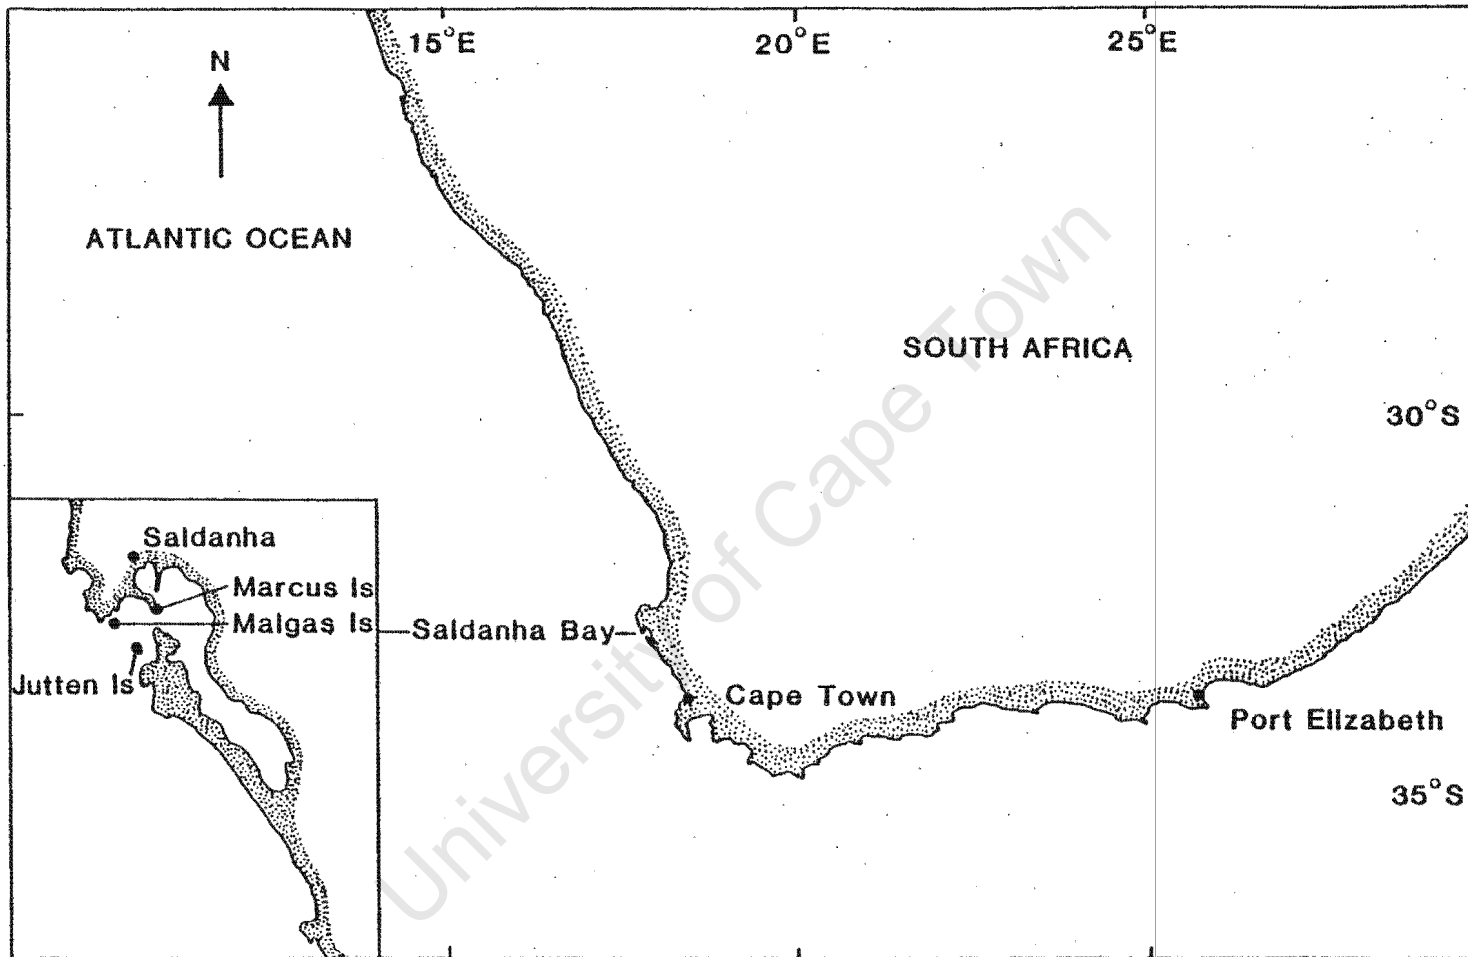 15°E
20°E
25°E
N
ATLANTIC OCEAN
SOUTH AFRICA
30°S
Saldanha
Marcus Is
Malgas Is
Jutten Is
Saldanha Bay
Cape Town
Port Elizabeth
35°S
University of Cape Town